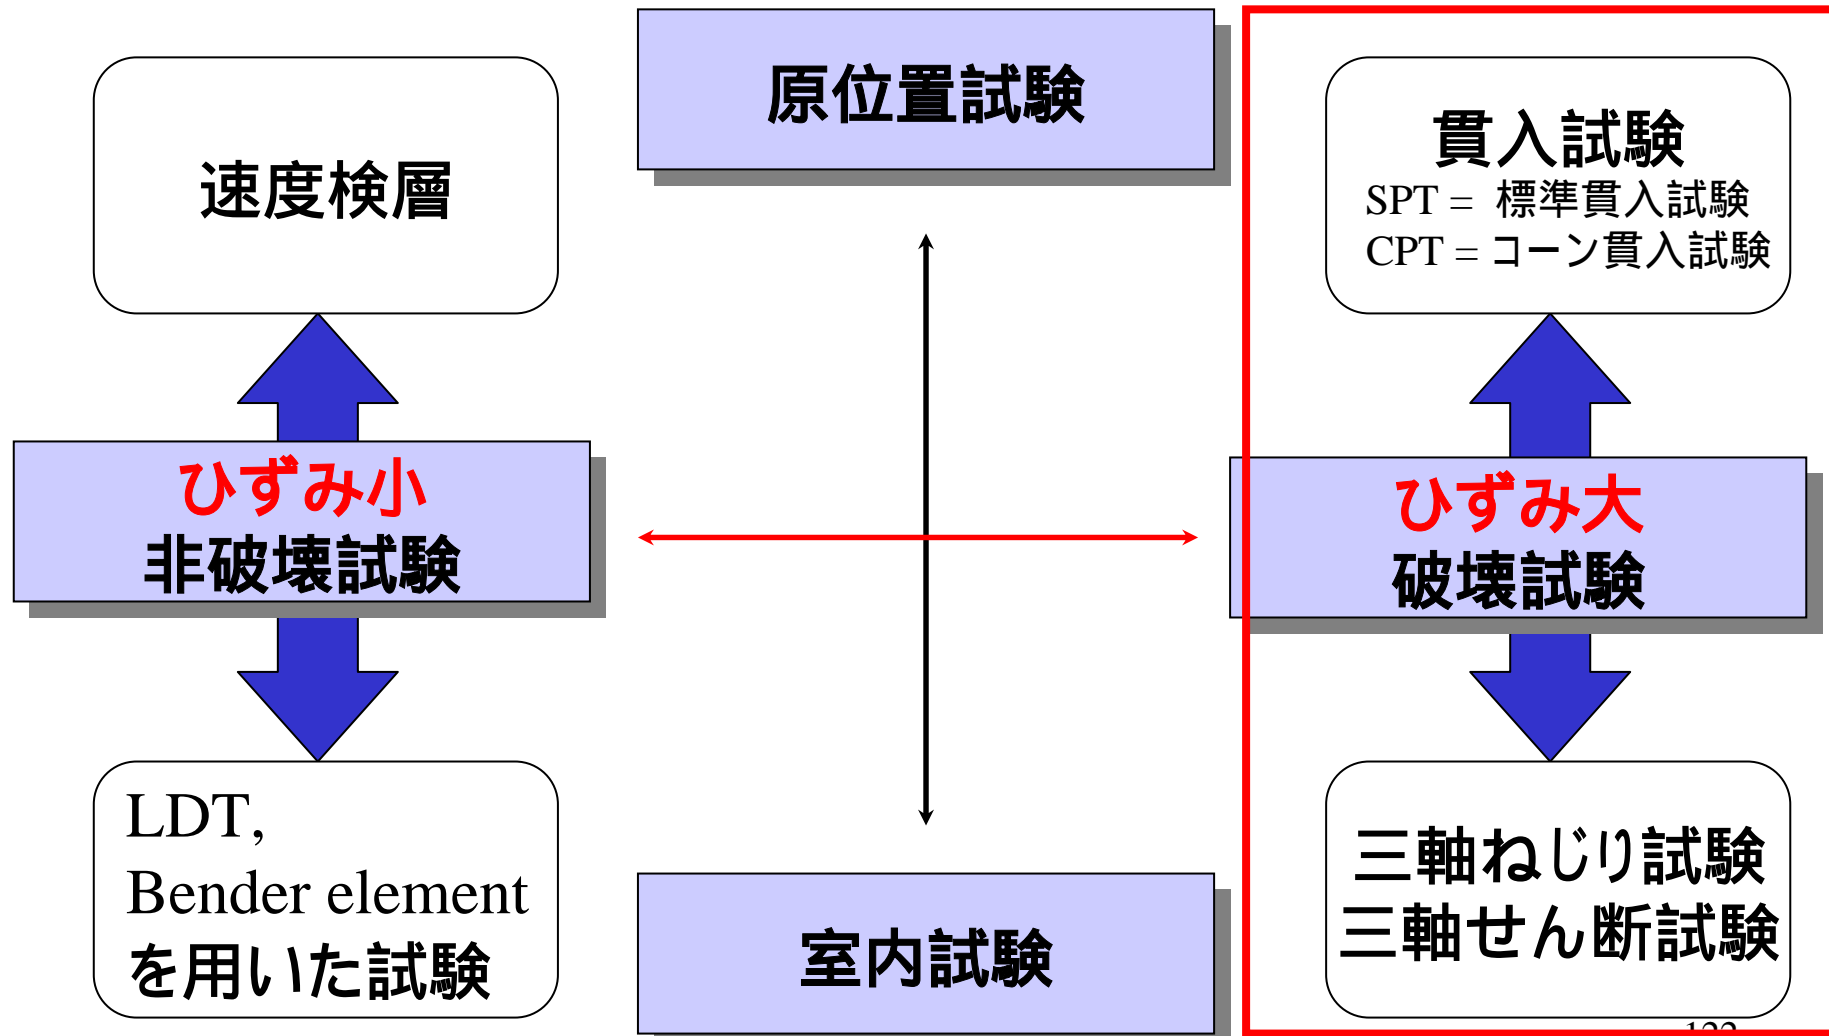 原位置試験
速度検層
貫入試験
SPT = 標準貫入試験
CPT = コーン貫入試験
ひずみ小
非破壊試験
ひずみ大
破壊試験
LDT,
Bender element
を用いた試験
室内試験
三軸ねじり試験
三軸せん断試験